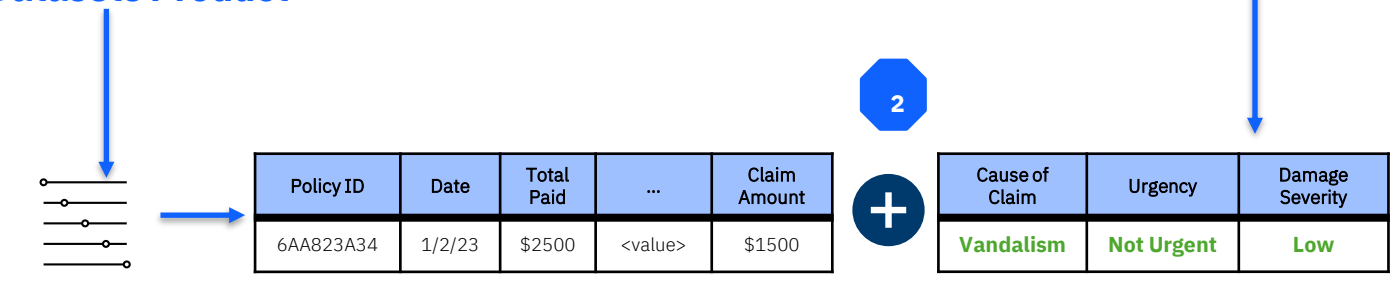 2
Policy ID
Date
Total
Paid
...
Claim
Amount
Cause of
Claim
Urgency
Damage
Severity
6AA823A34
1/2/23
$2500
<value>
$1500
Vandalism
Not Urgent
Low